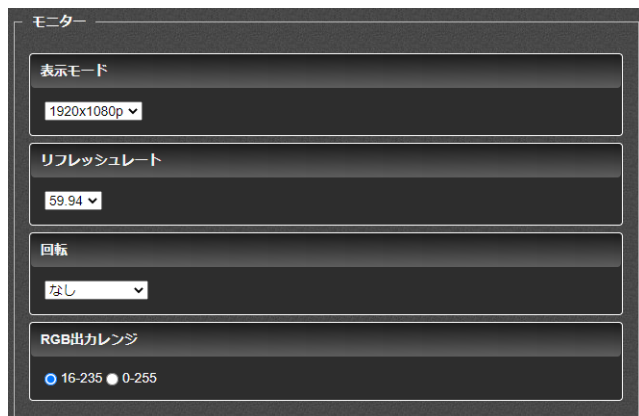 モニター
表示モード
1920x1080p
リフレッシュレート
59.94
回転
なし
RGB出力レンジ
16-235 0-255